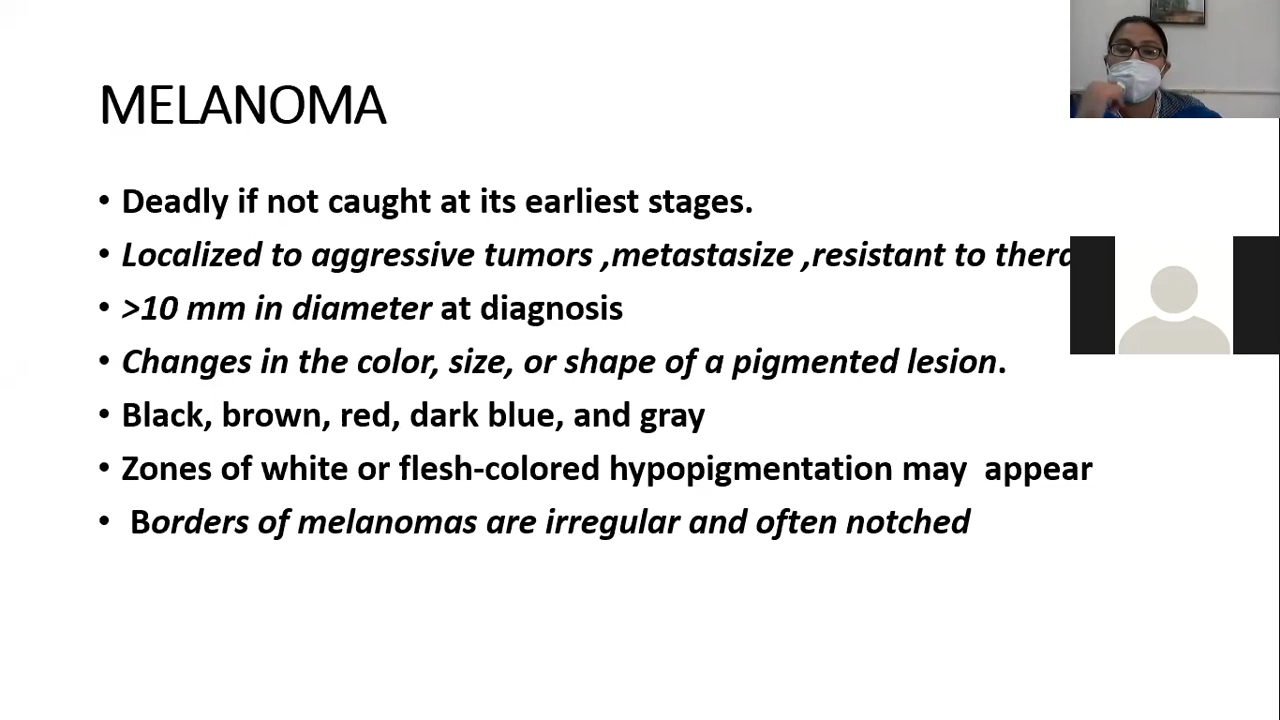 MELANOMA
• Deadly if not caught at its earliest stages.
• Localized to aggressive tumors ,metastasize ,resistant to
• >10 mm in diameter at diagnosis
• Changes in the color, size, or shape of a pigmented lesion.
• Black, brown, red, dark blue, and gray
• Zones of white or flesh-colored hypopigmentation may  appear
• Borders of melanomas are irregular and often notched